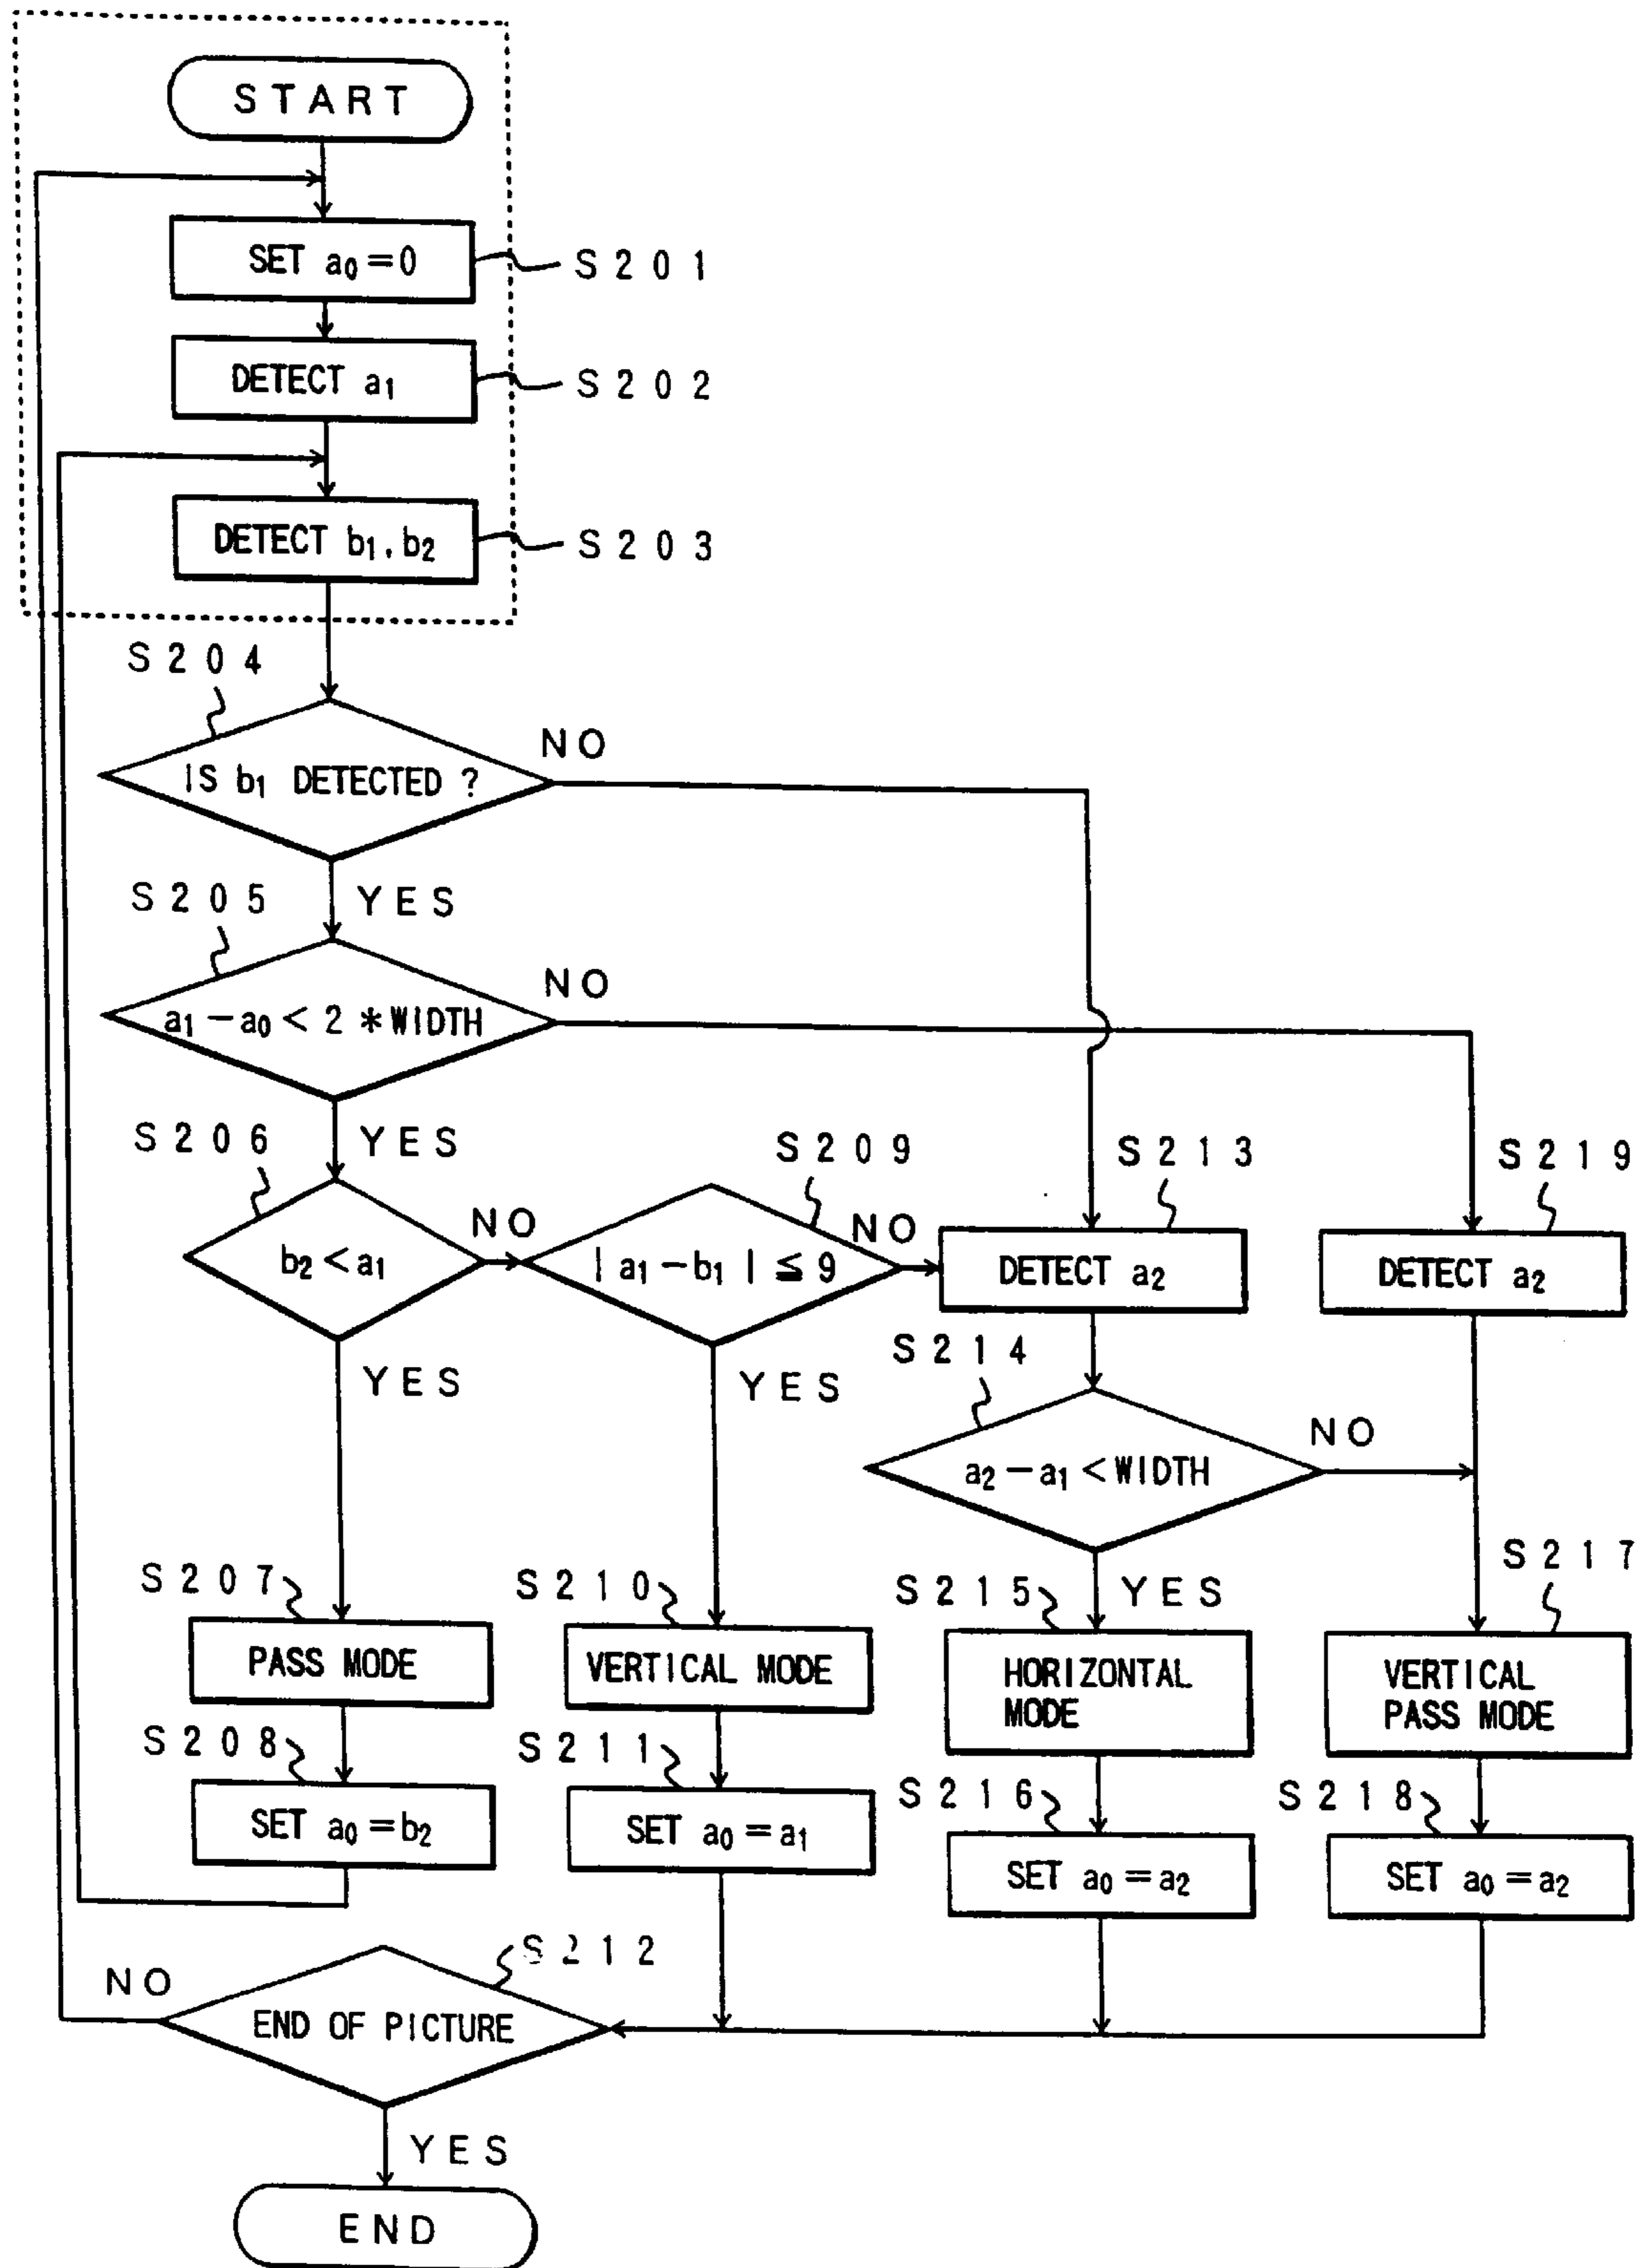 START
SET a₀=0
S201
DETECT a₁
S202
DETECT b₁, b₂
S203
S204
IS b₁ DETECTED ?
NO
YES
S205
a₁−a₀<2*WIDTH
NO
YES
S206
b₂<a₁
NO
YES
S209
|a₁−b₁|≦9
NO
YES
S213
DETECT a₂
S219
DETECT a₂
S214
a₂−a₁<WIDTH
NO
YES
S207
PASS MODE
S210
VERTICAL MODE
S215
HORIZONTAL
MODE
S217
VERTICAL
PASS MODE
S208
SET a₀=b₂
S211
SET a₀=a₁
S216
SET a₀=a₂
S218
SET a₀=a₂
S212
END OF PICTURE
NO
YES
END